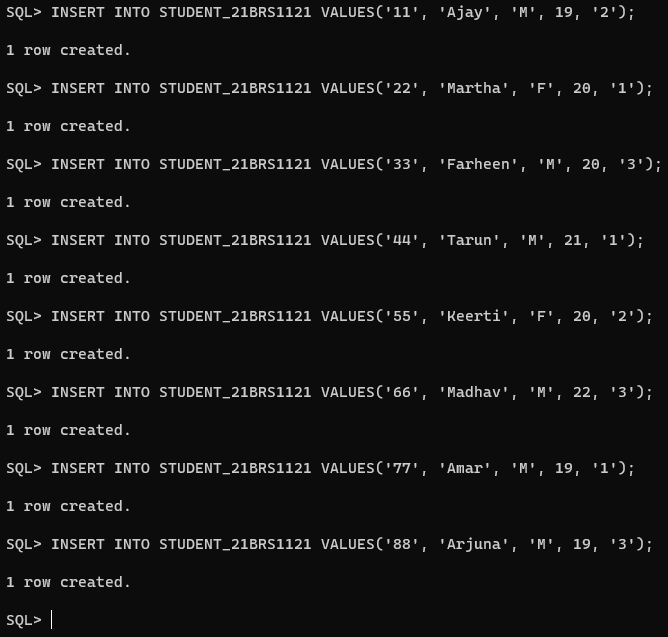 SQL> INSERT INTO STUDENT_21BRS1121 VALUES('11', 'Ajay', 'M', 19, '2');
1 row created.
SQL> INSERT INTO STUDENT_21BRS1121 VALUES('22', 'Martha', 'F', 20, '1');
1 row created.
SQL> INSERT INTO STUDENT_21BRS1121 VALUES('33', 'Farheen', 'M', 20, '3');
1 row created.
SQL> INSERT INTO STUDENT_21BRS1121 VALUES('44', 'Tarun', 'M', 21, '1');
1 row created.
SQL> INSERT INTO STUDENT_21BRS1121 VALUES('55', 'Keerti', 'F', 20, '2');
1 row created.
SQL> INSERT INTO STUDENT_21BRS1121 VALUES('66', 'Madhav', 'M', 22, '3');
1 row created.
SQL> INSERT INTO STUDENT_21BRS1121 VALUES('77', 'Amar', 'M', 19, '1');
1 row created.
SQL> INSERT INTO STUDENT_21BRS1121 VALUES('88', 'Arjuna', 'M', 19, '3');
1 row created.
SQL>